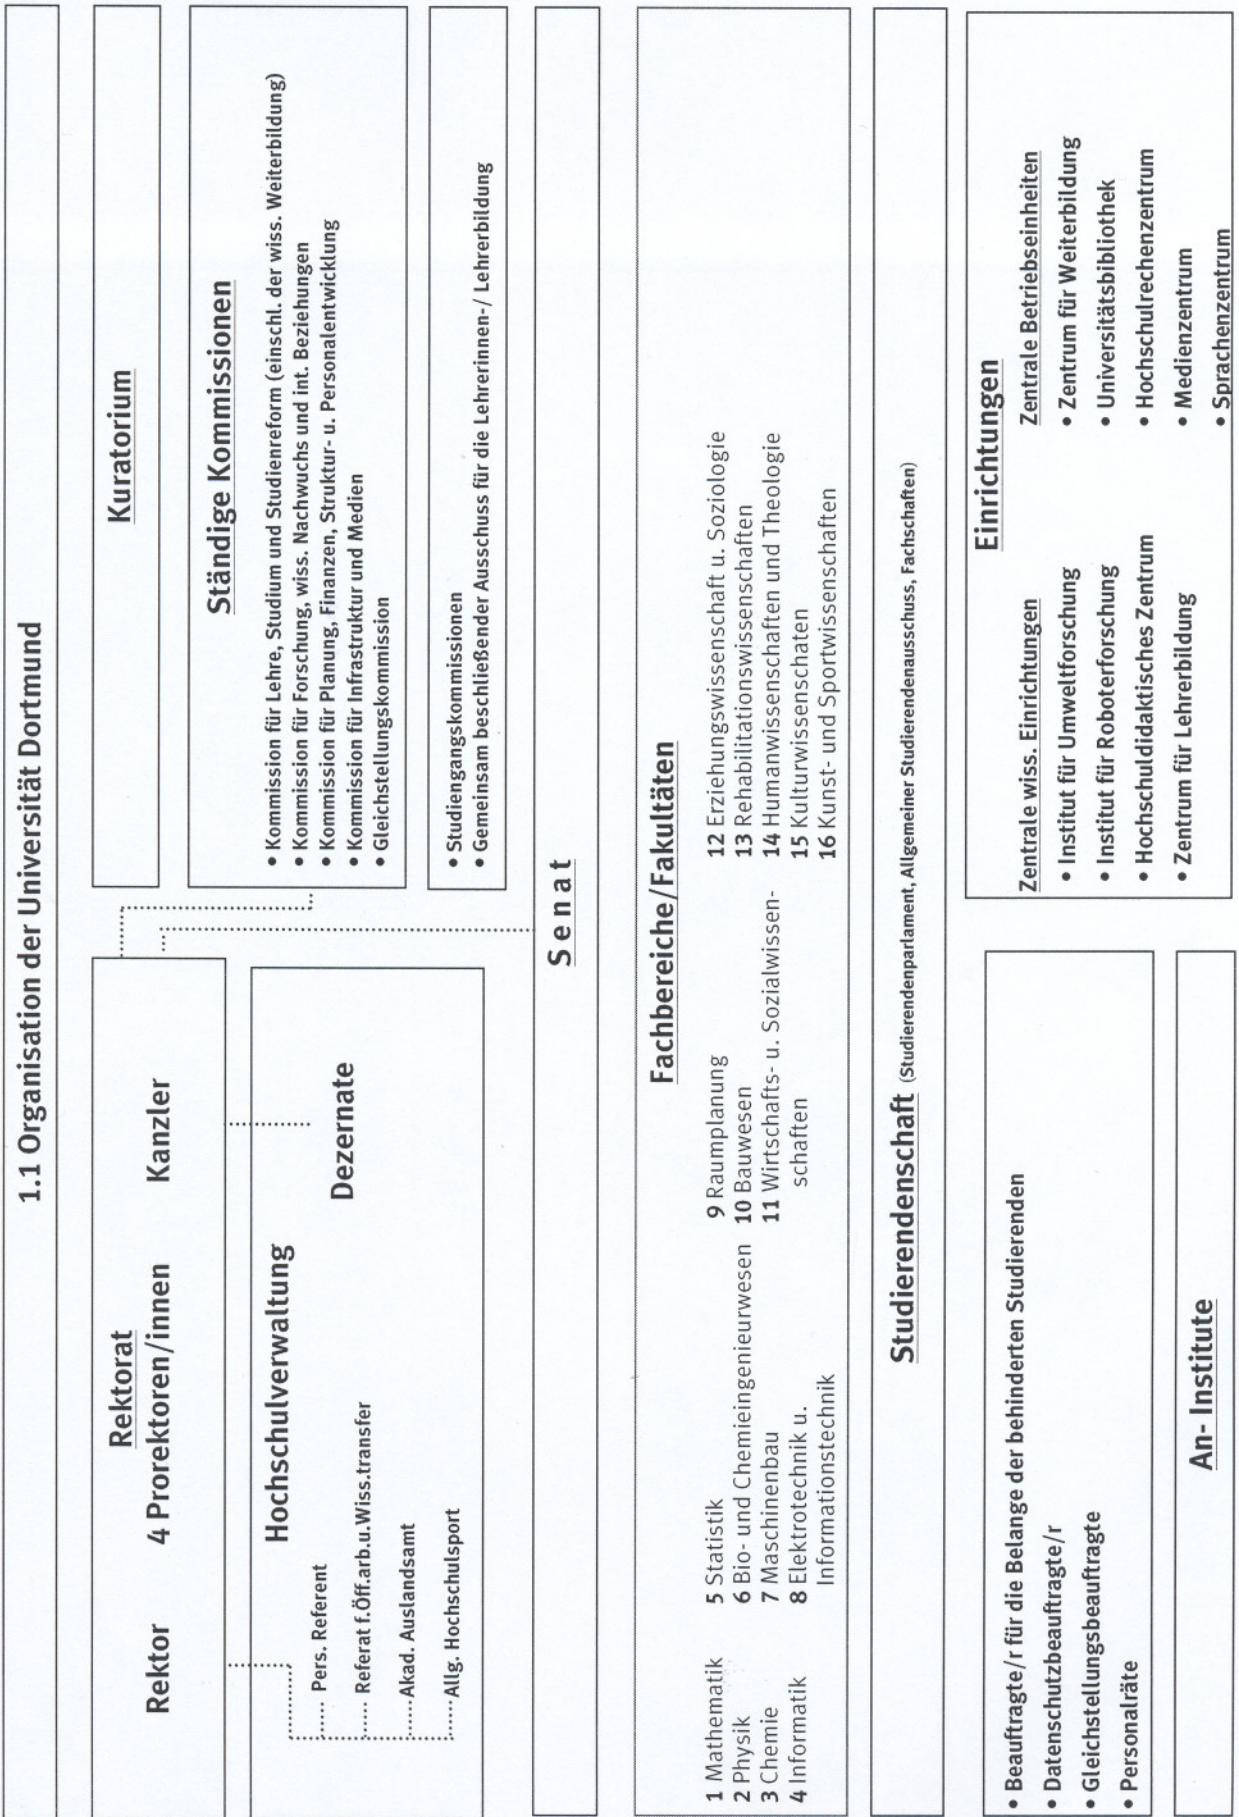 1.1 Organisation der Universität Dortmund
Rektorat
Rektor 4 Prorektoren/innen Kanzler
Hochschulverwaltung
Pers. Referent
Referat f.Öff.arb.u.Wiss.transfer
Akad. Auslandsamt
Allg. Hochschulsport
Dezernate
Kuratorium
Ständige Kommissionen
• Kommission für Lehre, Studium und Studienreform (einschl. der wiss. Weiterbildung)
• Kommission für Forschung, wiss. Nachwuchs und int. Beziehungen
• Kommission für Planung, Finanzen, Struktur- u. Personalentwicklung
• Kommission für Infrastruktur und Medien
• Gleichstellungskommission
• Studiengangskommissionen
• Gemeinsam beschließender Ausschuss für die Lehrerinnen-/ Lehrerbildung
Senat
Fachbereiche/Fakultäten
1 Mathematik
2 Physik
3 Chemie
4 Informatik
5 Statistik
6 Bio- und Chemieingenieurwesen
7 Maschinenbau
8 Elektrotechnik u.
Informationstechnik
9 Raumplanung
10 Bauwesen
11 Wirtschafts- u. Sozialwissen-
schaften
12 Erziehungswissenschaft u. Soziologie
13 Rehabilitationswissenschaften
14 Humanwissenschaften und Theologie
15 Kulturwissenschaten
16 Kunst- und Sportwissenschaften
Studierendenschaft (Studierendenparlament, Allgemeiner Studierendenausschuss, Fachschaften)
• Beauftragte/r für die Belange der behinderten Studierenden
• Datenschutzbeauftragte/r
• Gleichstellungsbeauftragte
• Personalräte
An- Institute
Einrichtungen
Zentrale wiss. Einrichtungen
• Institut für Umweltforschung
• Institut für Roboterforschung
• Hochschuldidaktisches Zentrum
• Zentrum für Lehrerbildung
Zentrale Betriebseinheiten
• Zentrum für Weiterbildung
• Universitätsbibliothek
• Hochschulrechenzentrum
• Medienzentrum
• Sprachenzentrum